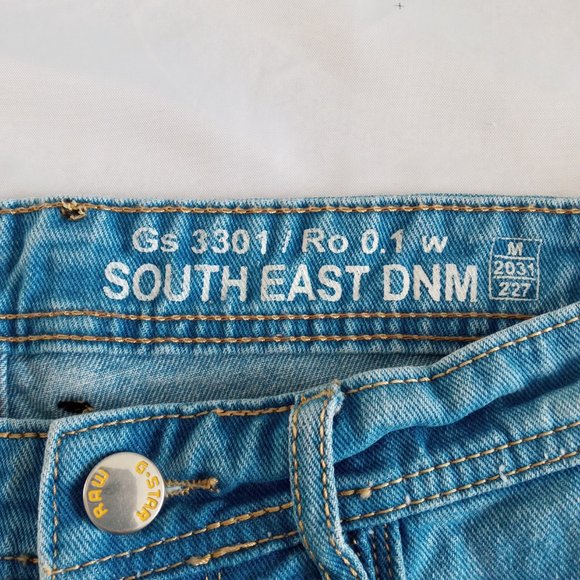 Gs 3301 / Ro 0.1 w
SOUTH EAST DNM
M
2031
227
RAW
G-STAR